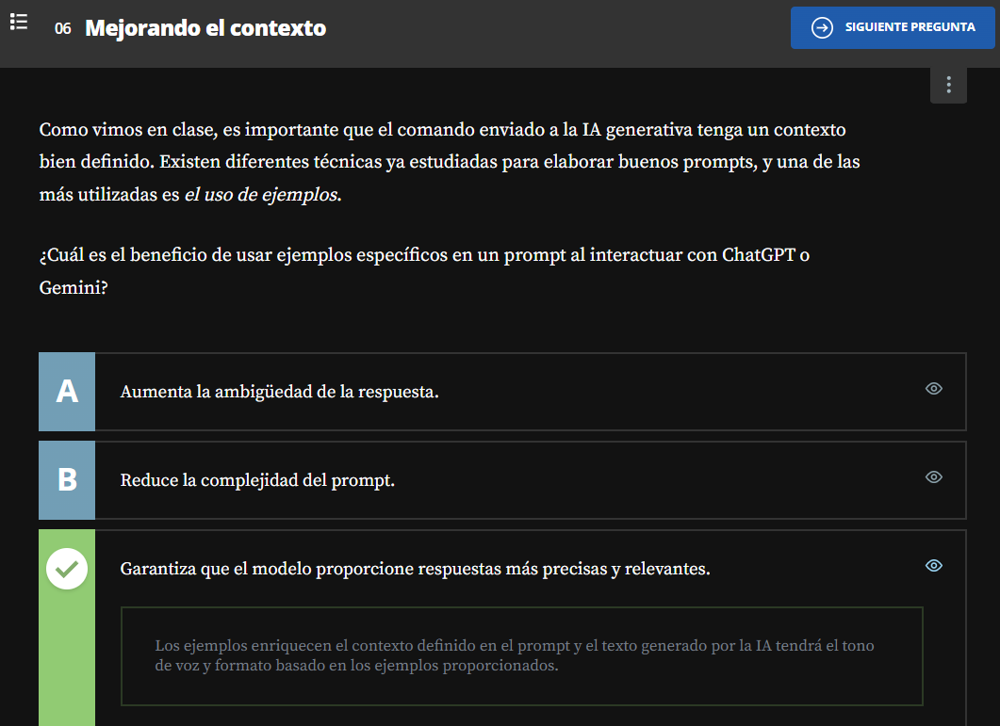 06 Mejorando el contexto
SIGUIENTE PREGUNTA
Como vimos en clase, es importante que el comando enviado a la IA generativa tenga un contexto
bien definido. Existen diferentes técnicas ya estudiadas para elaborar buenos prompts, y una de las
más utilizadas es el uso de ejemplos.
¿Cuál es el beneficio de usar ejemplos específicos en un prompt al interactuar con ChatGPT o
Gemini?
A
Aumenta la ambigüedad de la respuesta.
B
Reduce la complejidad del prompt.
Garantiza que el modelo proporcione respuestas más precisas y relevantes.
Los ejemplos enriquecen el contexto definido en el prompt y el texto generado por la IA tendrá el tono
de voz y formato basado en los ejemplos proporcionados.